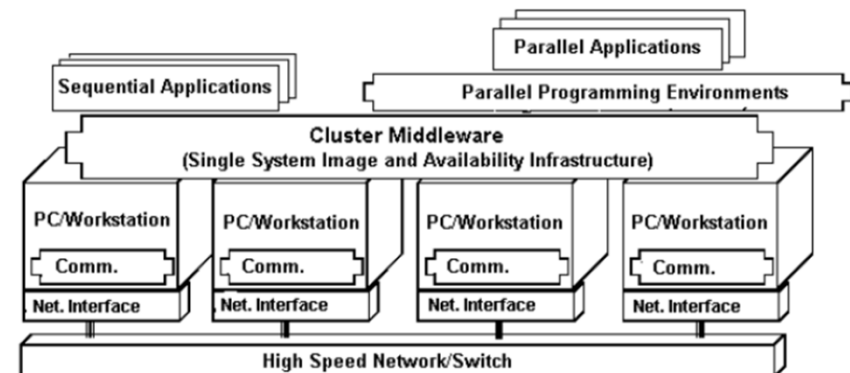 Parallel Applications
Sequential Applications
Parallel Programming Environments
Cluster Middleware
(Single System Image and Availability Infrastructure)
PC/Workstation
PC/Workstation
PC/Workstation
PC/Workstation
Comm.
Comm.
Comm.
Comm.
Net. Interface
Net. Interface
Net. Interface
Net. Interface
High Speed Network/Switch